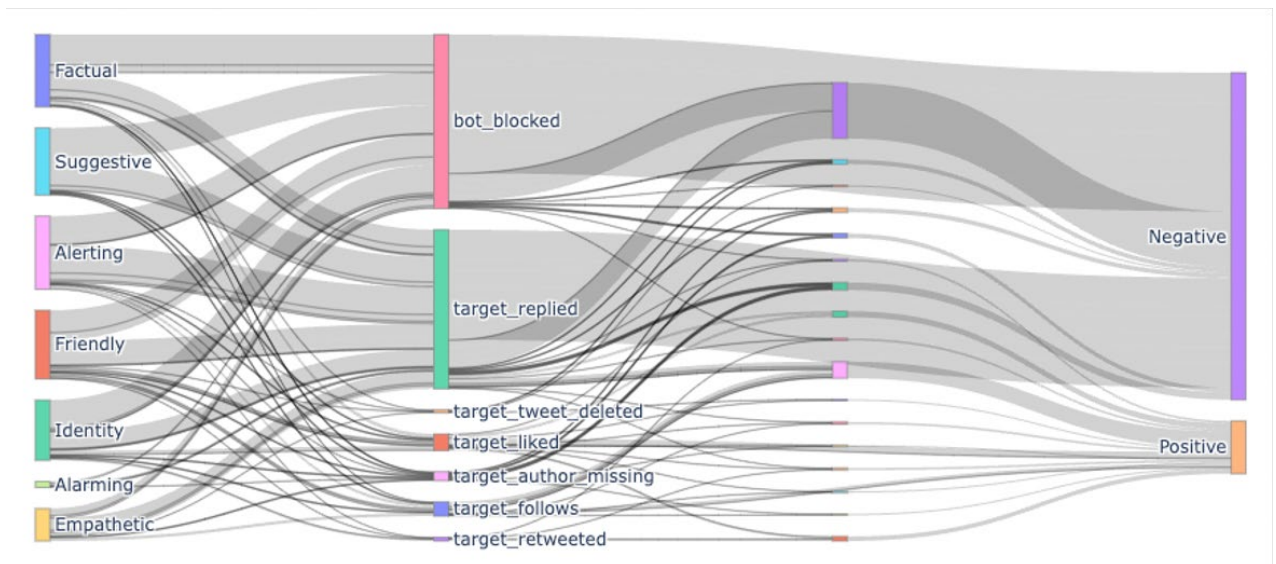 Factual
Suggestive
Alerting
Friendly
Identity
Alarming
Empathetic
bot_blocked
target_replied
target_tweet_deleted
target_liked
target_author_missing
target_follows
target_retweeted
Negative
Positive